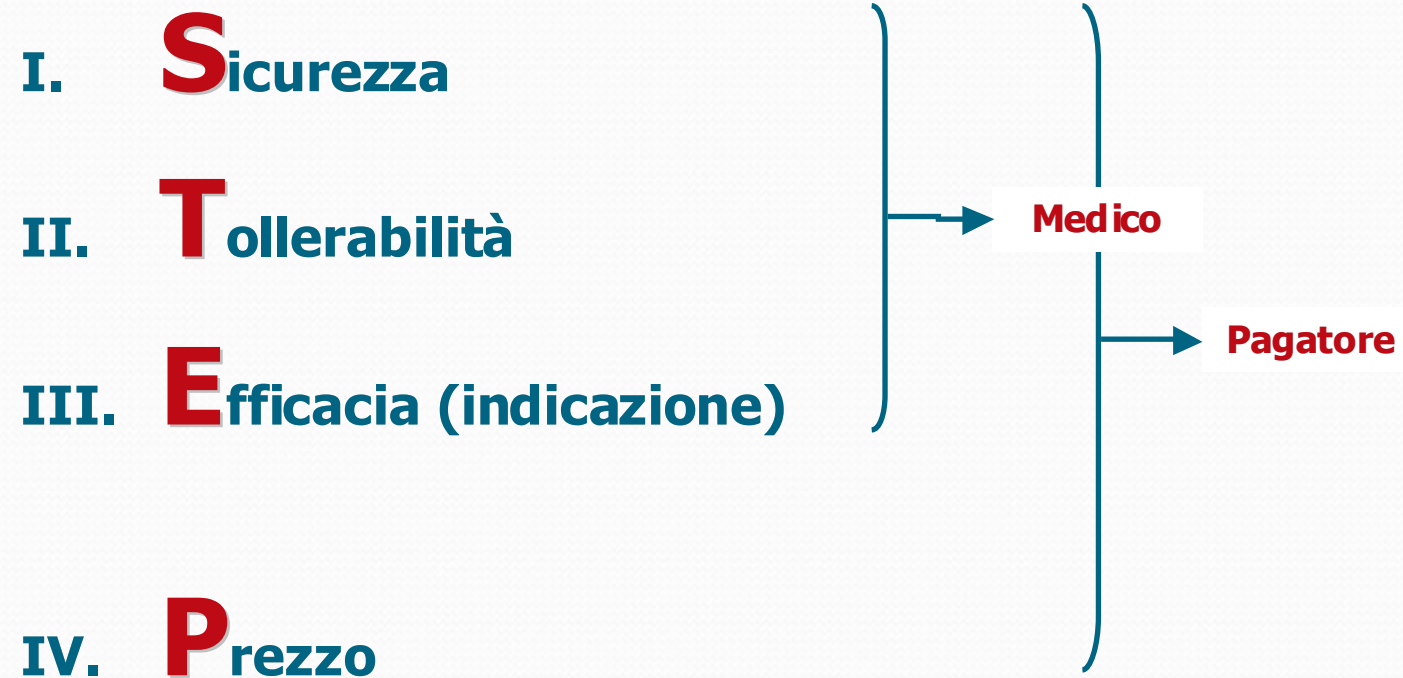 I. Sicurezza
II. Tollerabilità
Medico
Pagatore
III. Efficacia (indicazione)
IV. Prezzo